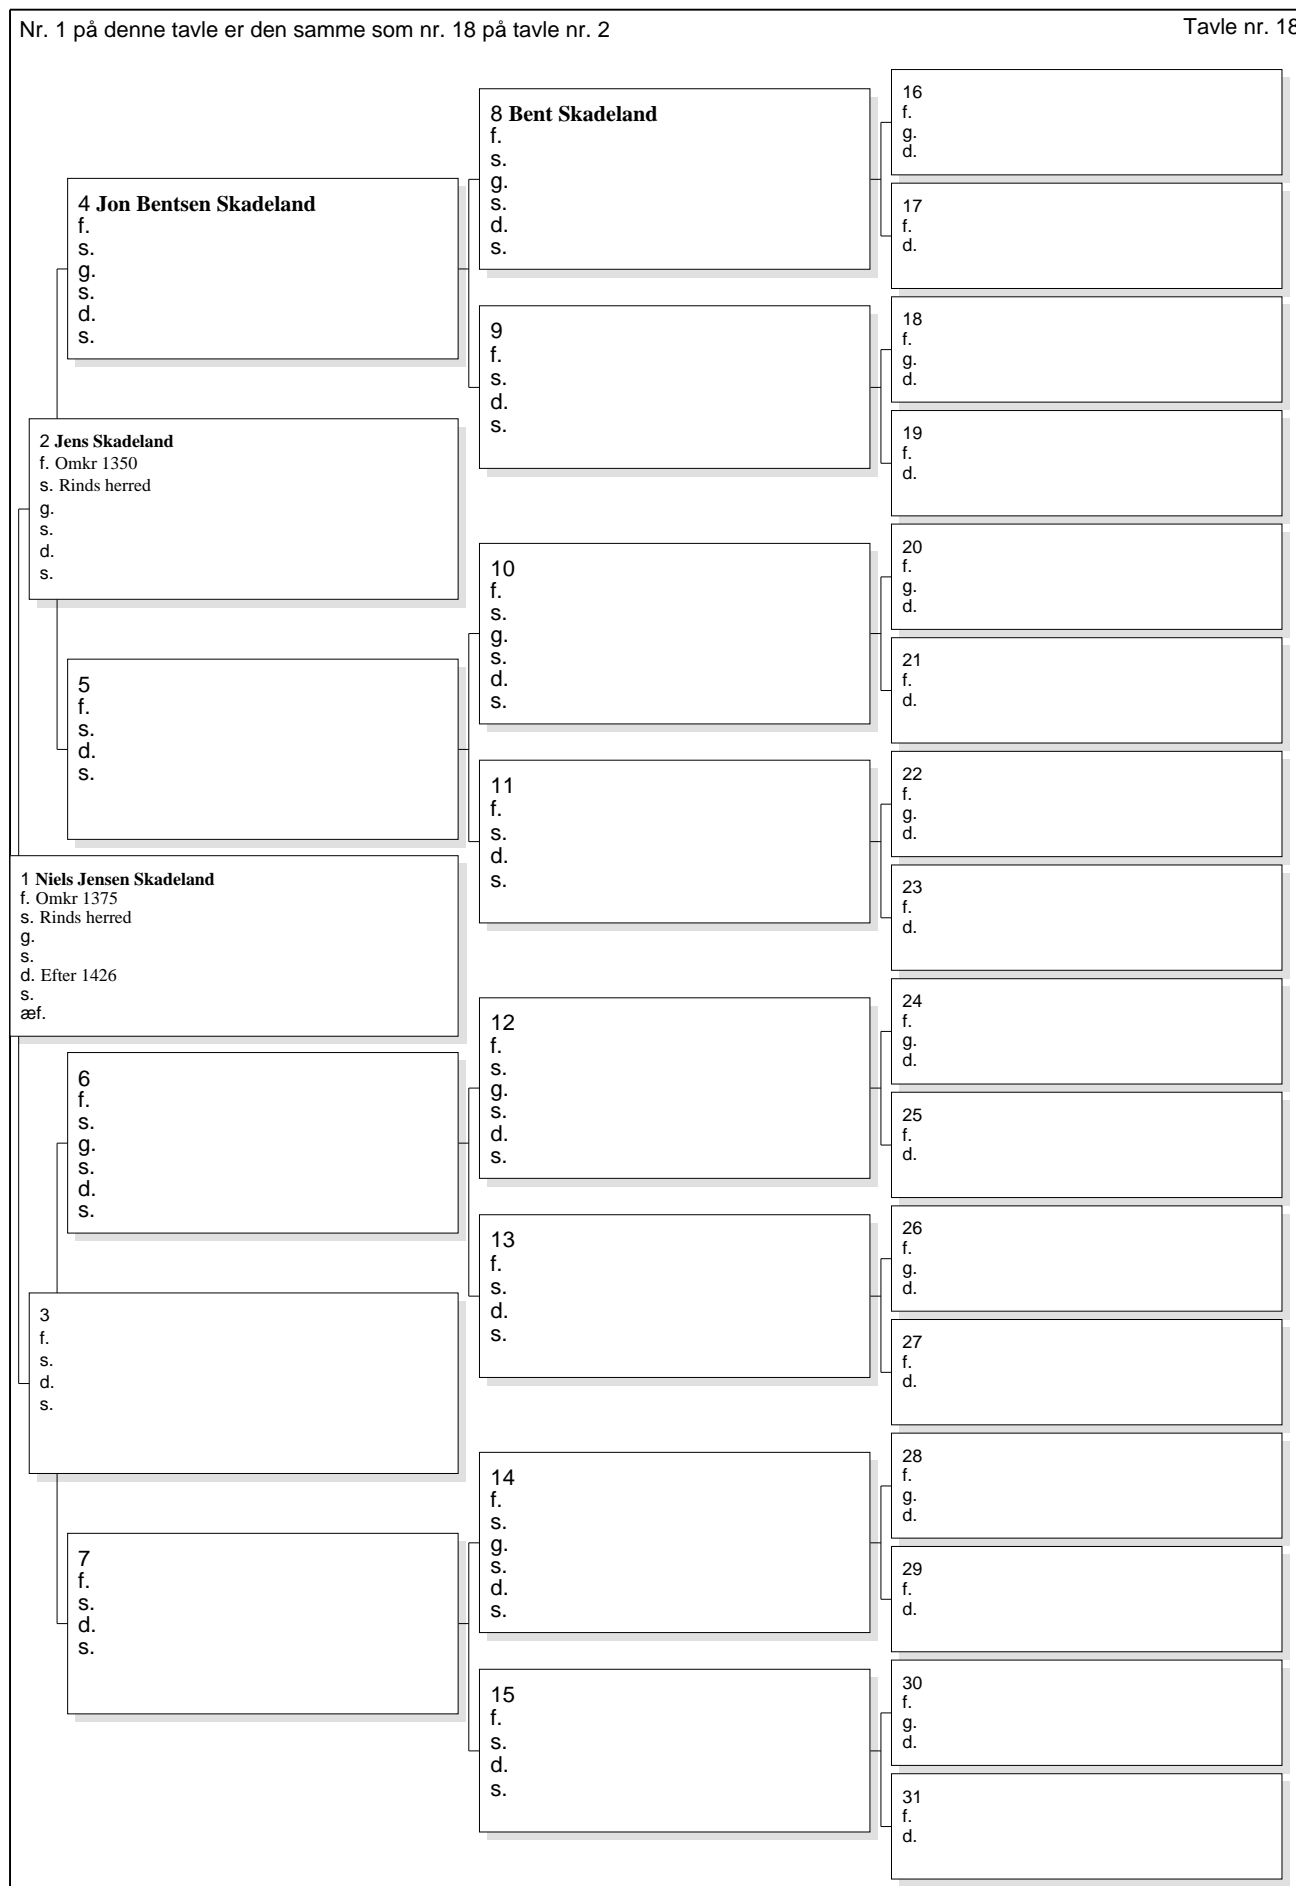 Nr. 1 på denne tavle er den samme som nr. 18 på tavle nr. 2
Tavle nr. 18
1 Niels Jensen Skadeland
f. Omkr 1375
s. Rinds herred
g.
s.
d. Efter 1426
s.
æf.
2 Jens Skadeland
f. Omkr 1350
s. Rinds herred
g.
s.
d.
s.
3
f.
s.
d.
s.
4 Jon Bentsen Skadeland
f.
s.
g.
s.
d.
s.
5
f.
s.
d.
s.
6
f.
s.
g.
s.
d.
s.
7
f.
s.
d.
s.
8 Bent Skadeland
f.
s.
g.
s.
d.
s.
9
f.
s.
d.
s.
10
f.
s.
g.
s.
d.
s.
11
f.
s.
d.
s.
12
f.
s.
g.
s.
d.
s.
13
f.
s.
d.
s.
14
f.
s.
g.
s.
d.
s.
15
f.
s.
d.
s.
16
f.
g.
d.
17
f.
d.
18
f.
g.
d.
19
f.
d.
20
f.
g.
d.
21
f.
d.
22
f.
g.
d.
23
f.
d.
24
f.
g.
d.
25
f.
d.
26
f.
g.
d.
27
f.
d.
28
f.
g.
d.
29
f.
d.
30
f.
g.
d.
31
f.
d.